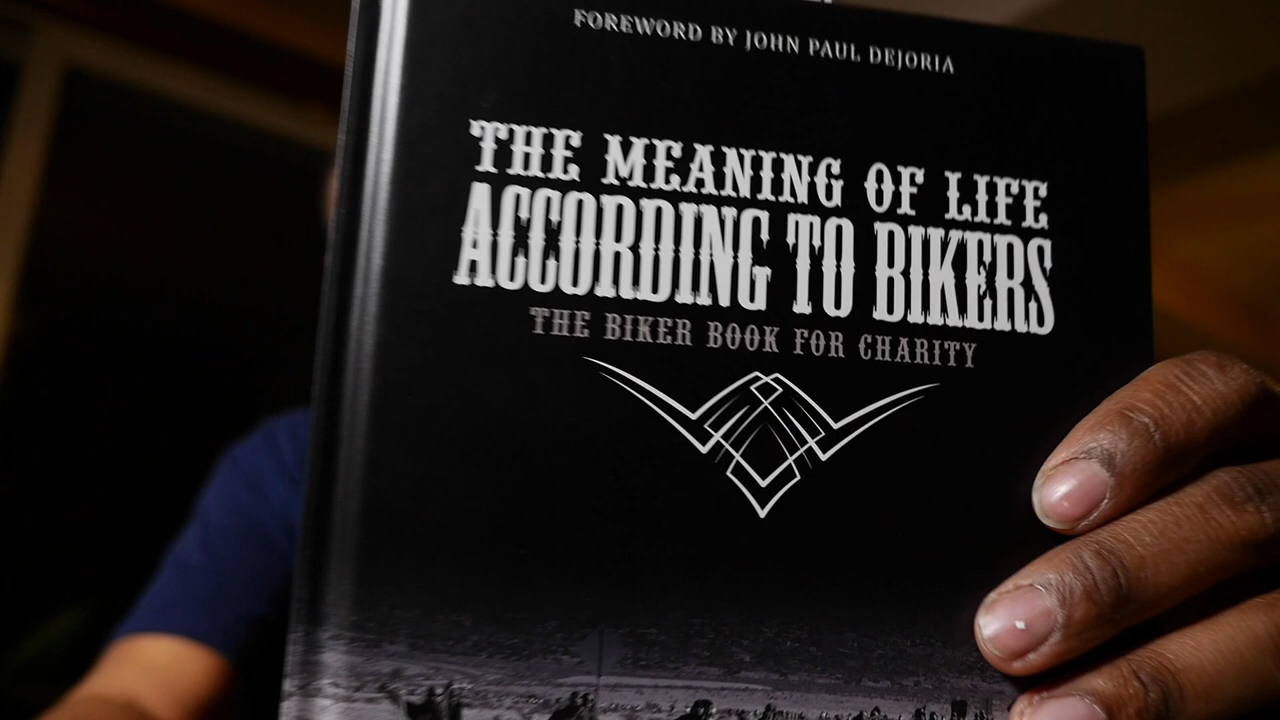 FOREWORD BY JOHN PAUL DEJORIA
THE MEANING OF LIFE
ACCORDING TO BIKERS
THE BIKER BOOK FOR CHARITY